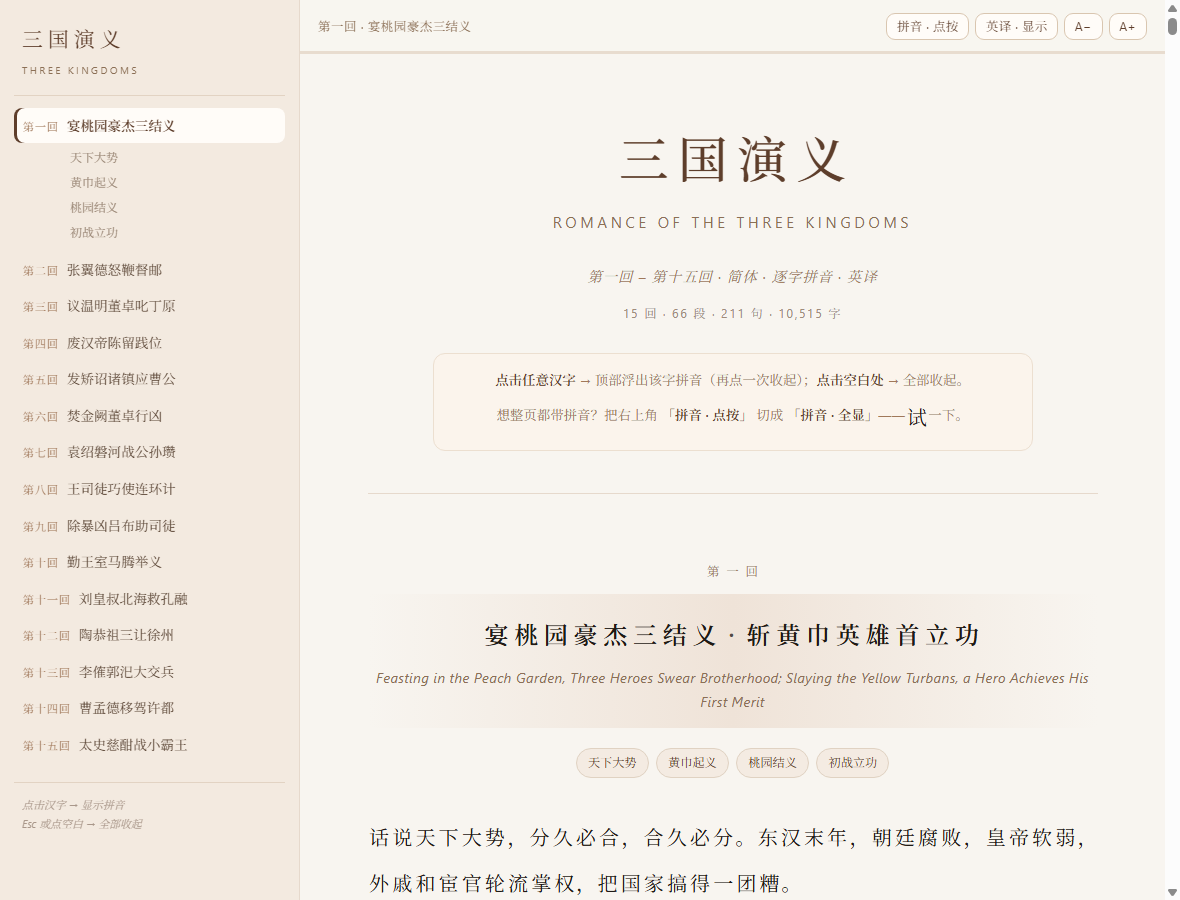 三国演义
THREE KINGDOMS
第一回 宴桃园豪杰三结义
天下大势
黄巾起义
桃园结义
初战立功
第二回 张翼德怒鞭督邮
第三回 议温明董卓叱丁原
第四回 废汉帝陈留践位
第五回 发矫诏诸镇应曹公
第六回 焚金阙董卓行凶
第七回 袁绍磐河战公孙瓒
第八回 王司徒巧使连环计
第九回 除暴凶吕布助司徒
第十回 勤王室马腾举义
第十一回 刘皇叔北海救孔融
第十二回 陶恭祖三让徐州
第十三回 李傕郭汜大交兵
第十四回 曹孟德移驾许都
第十五回 太史慈酣战小霸王
点击汉字 → 显示拼音
Esc 或点空白 → 全部收起
第一回 · 宴桃园豪杰三结义
拼音 · 点按 英译 · 显示 A− A+
三国演义
ROMANCE OF THE THREE KINGDOMS
第一回 – 第十五回 · 简体 · 逐字拼音 · 英译
15 回 · 66 段 · 211 句 · 10,515 字
点击任意汉字 → 顶部浮出该字拼音（再点一次收起）；点击空白处 → 全部收起。
想整页都带拼音？把右上角 「拼音 · 点按」 切成 「拼音 · 全显」——试一下。
第一回
宴桃园豪杰三结义 · 斩黄巾英雄首立功
Feasting in the Peach Garden, Three Heroes Swear Brotherhood; Slaying the Yellow Turbans, a Hero Achieves His
First Merit
天下大势 黄巾起义 桃园结义 初战立功
话说天下大势，分久必合，合久必分。东汉末年，朝廷腐败，皇帝软弱，
外戚和宦官轮流掌权，把国家搞得一团糟。